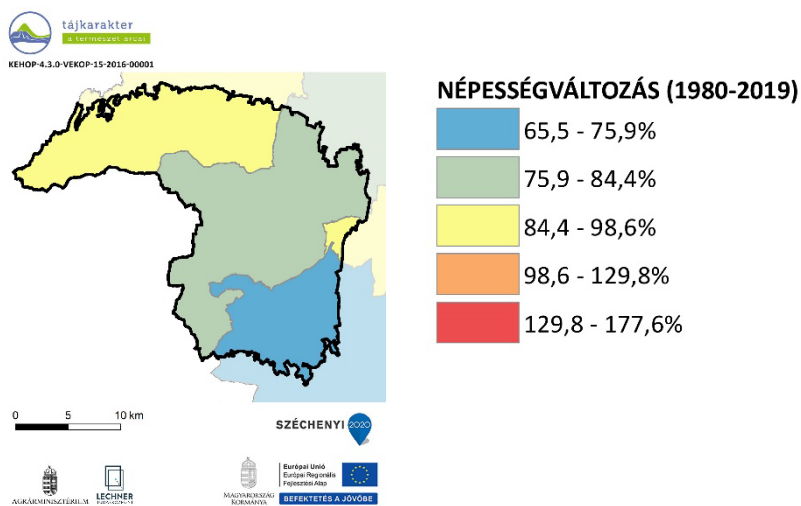 tájkarakter
a természet arcai
KEHOP-4.3.0-VEKOP-15-2016-00001
NÉPESSÉGVÁLTOZÁS (1980-2019)
65,5 - 75,9%
75,9 - 84,4%
84,4 - 98,6%
98,6 - 129,8%
129,8 - 177,6%
0 5 10 km
SZÉCHENYI 2020
AGRÁRMINISZTÉRIUM
LECHNER
MAGYARORSZÁG
KORMÁNYA
Európai Unió
Európai Regionális
Fejlesztési Alap
BEFEKTETÉS A JÖVŐBE